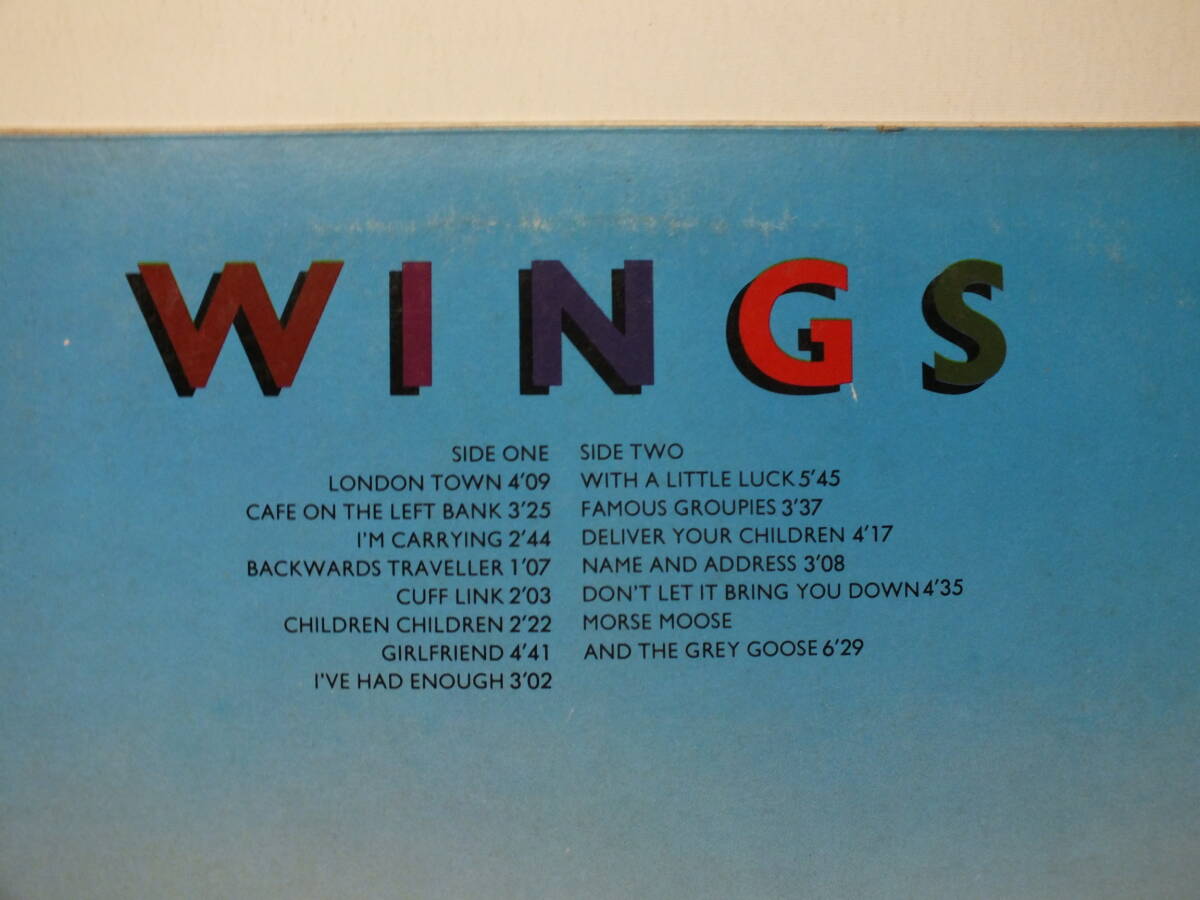 WINGS
SIDE ONE
LONDON TOWN 4'09
CAFE ON THE LEFT BANK 3'25
I'M CARRYING 2'44
BACKWARDS TRAVELLER 1'07
CUFF LINK 2'03
CHILDREN CHILDREN 2'22
GIRLFRIEND 4'41
I'VE HAD ENOUGH 3'02
SIDE TWO
WITH A LITTLE LUCK 5'45
FAMOUS GROUPIES 3'37
DELIVER YOUR CHILDREN 4'17
NAME AND ADDRESS 3'08
DON'T LET IT BRING YOU DOWN 4'35
MORSE MOOSE
AND THE GREY GOOSE 6'29